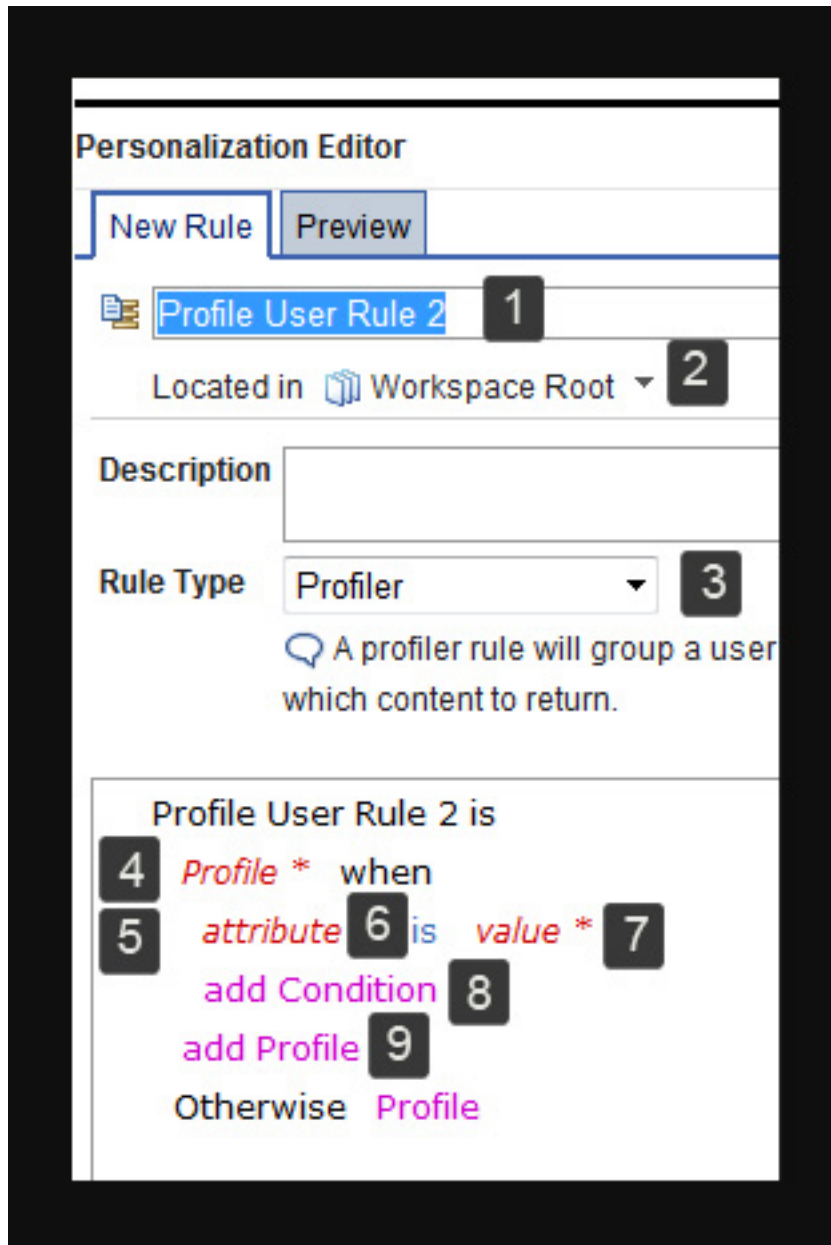 Personalization Editor
New Rule Preview
Profile User Rule 2 1
Located in Workspace Root 2
Description
Rule Type Profiler 3
A profiler rule will group a user
which content to return.
Profile User Rule 2 is
4 Profile * when
5 attribute 6 is value * 7
add Condition 8
add Profile 9
Otherwise Profile